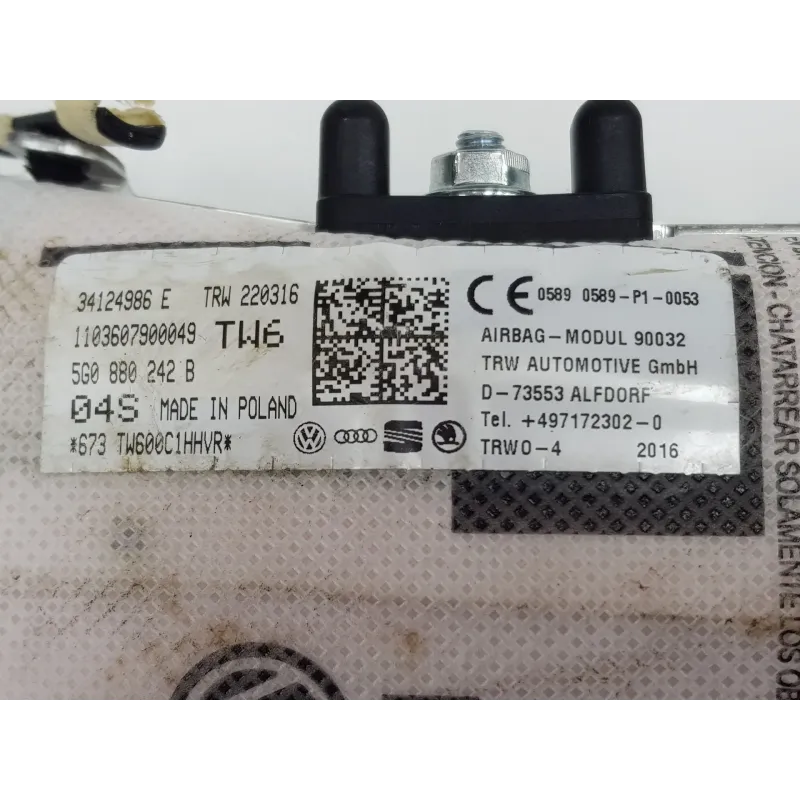 34124986 E TRW 220316
1103607900049 TW6
5G0 880 242 B
04S MADE IN POLAND
*673 TW600C1HHVR*
CE 0589 0589-P1-0053
AIRBAG-MODUL 90032
TRW AUTOMOTIVE GmbH
D-73553 ALFDORF
Tel. +497172302-0
TRWO-4 2016
- CHATARREAR SOLAMENTE LOS